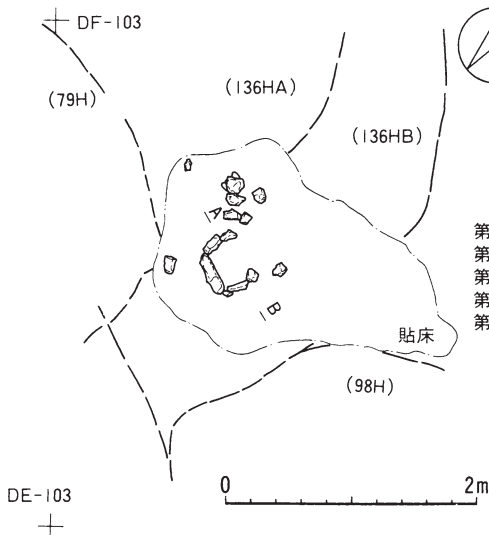 DF-103
(79H)
(136HA)
(136HB)
A
B
第
第
第
第
第
貼床
(98H)
DE-103
0 2m